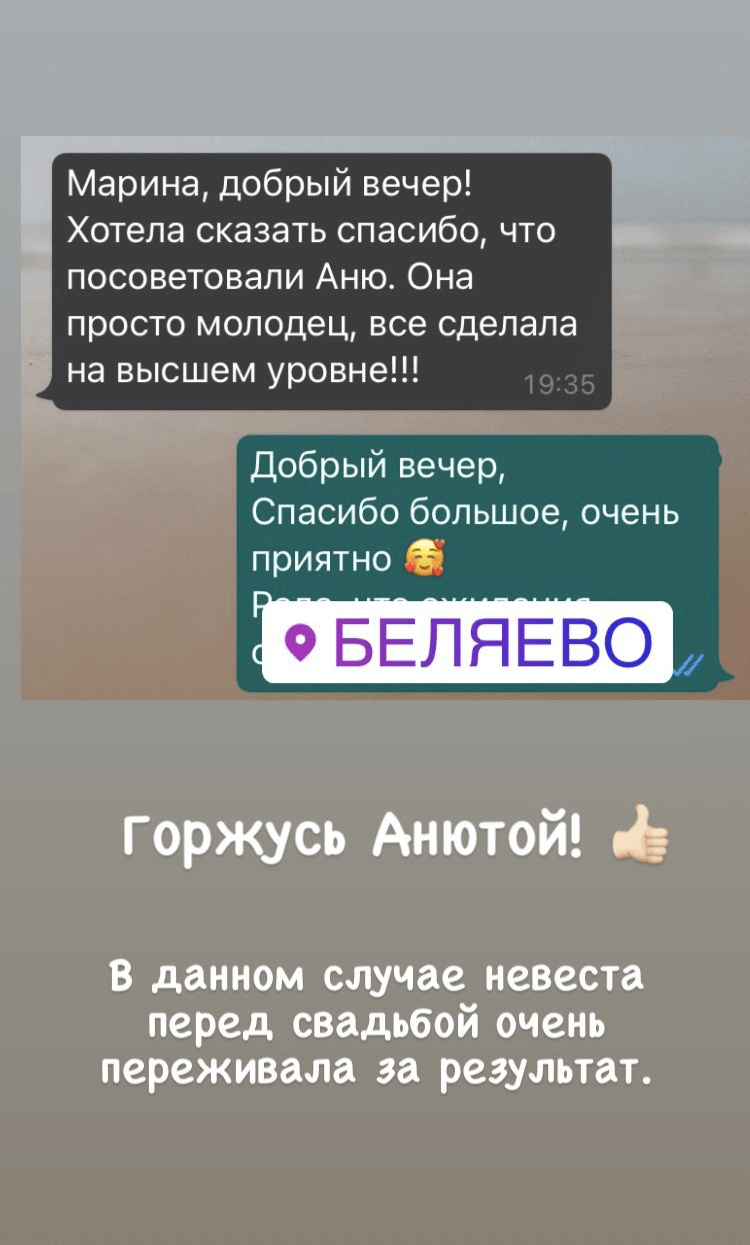 Марина, добрый вечер!
Хотела сказать спасибо, что
посоветовали Аню. Она
просто молодец, все сделала
на высшем уровне!!!
19:35
Добрый вечер,
Спасибо большое, очень
приятно 🥰
БЕЛЯЕВО
Горжусь Анютой! 👍🏻
В данном случае невеста
перед свадьбой очень
переживала за результат.